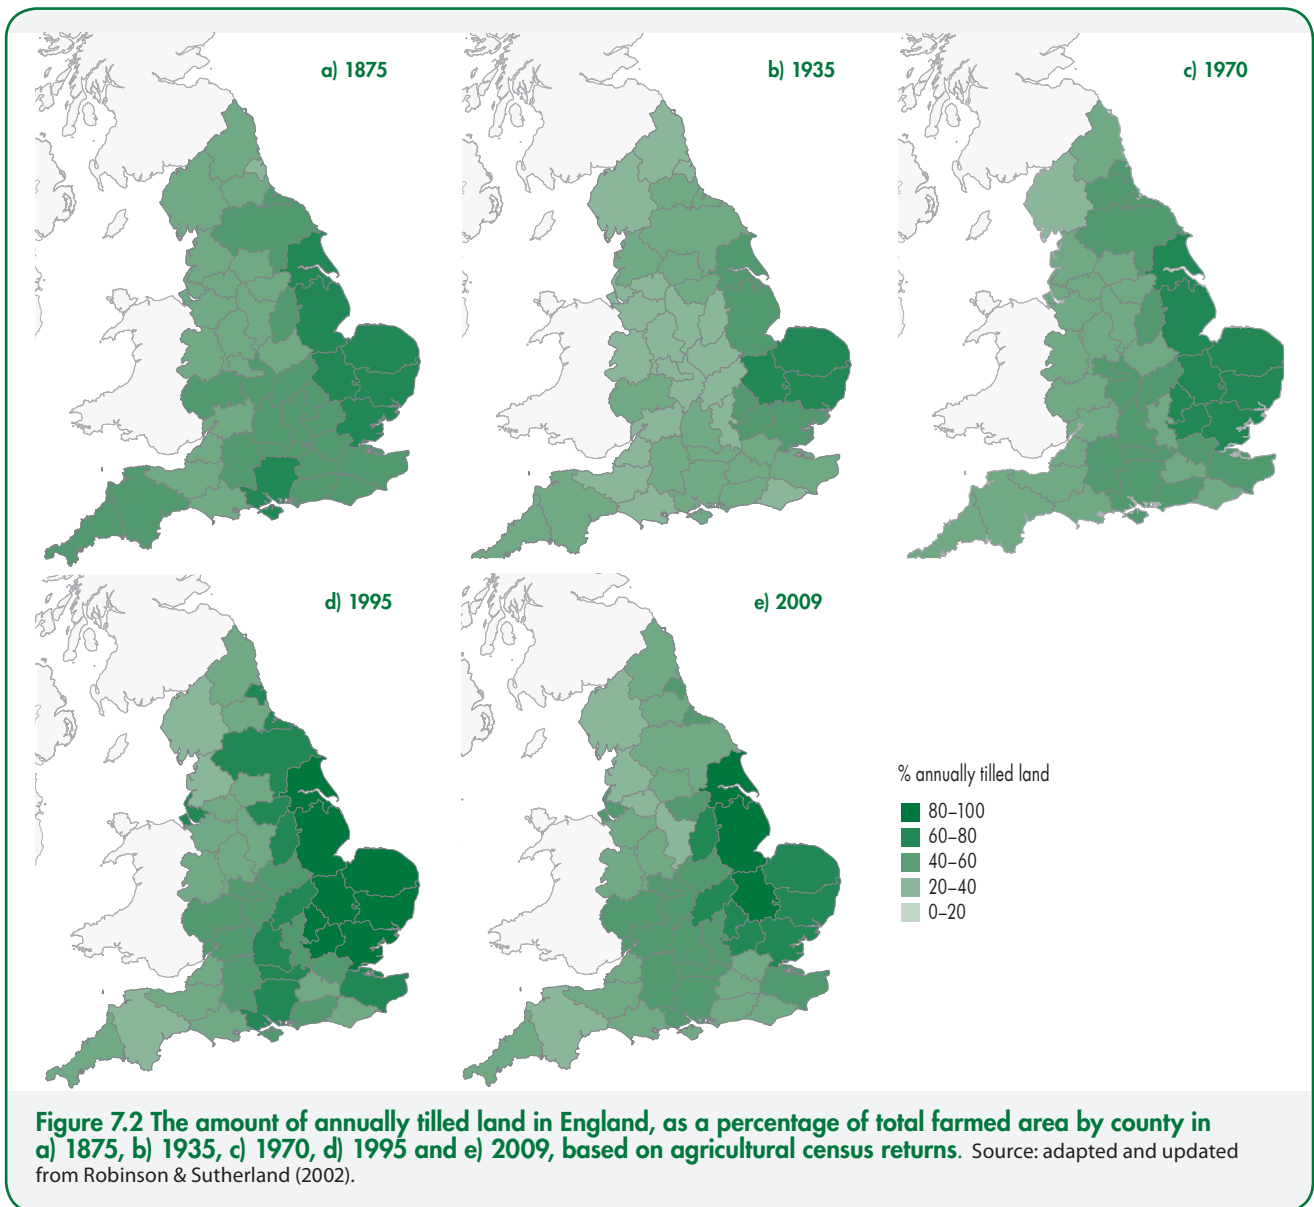 a) 1875
b) 1935
c) 1970
d) 1995
e) 2009
% annually tilled land
80–100
60–80
40–60
20–40
0–20
Figure 7.2 The amount of annually tilled land in England, as a percentage of total farmed area by county in
a) 1875, b) 1935, c) 1970, d) 1995 and e) 2009, based on agricultural census returns. Source: adapted and updated
from Robinson & Sutherland (2002).